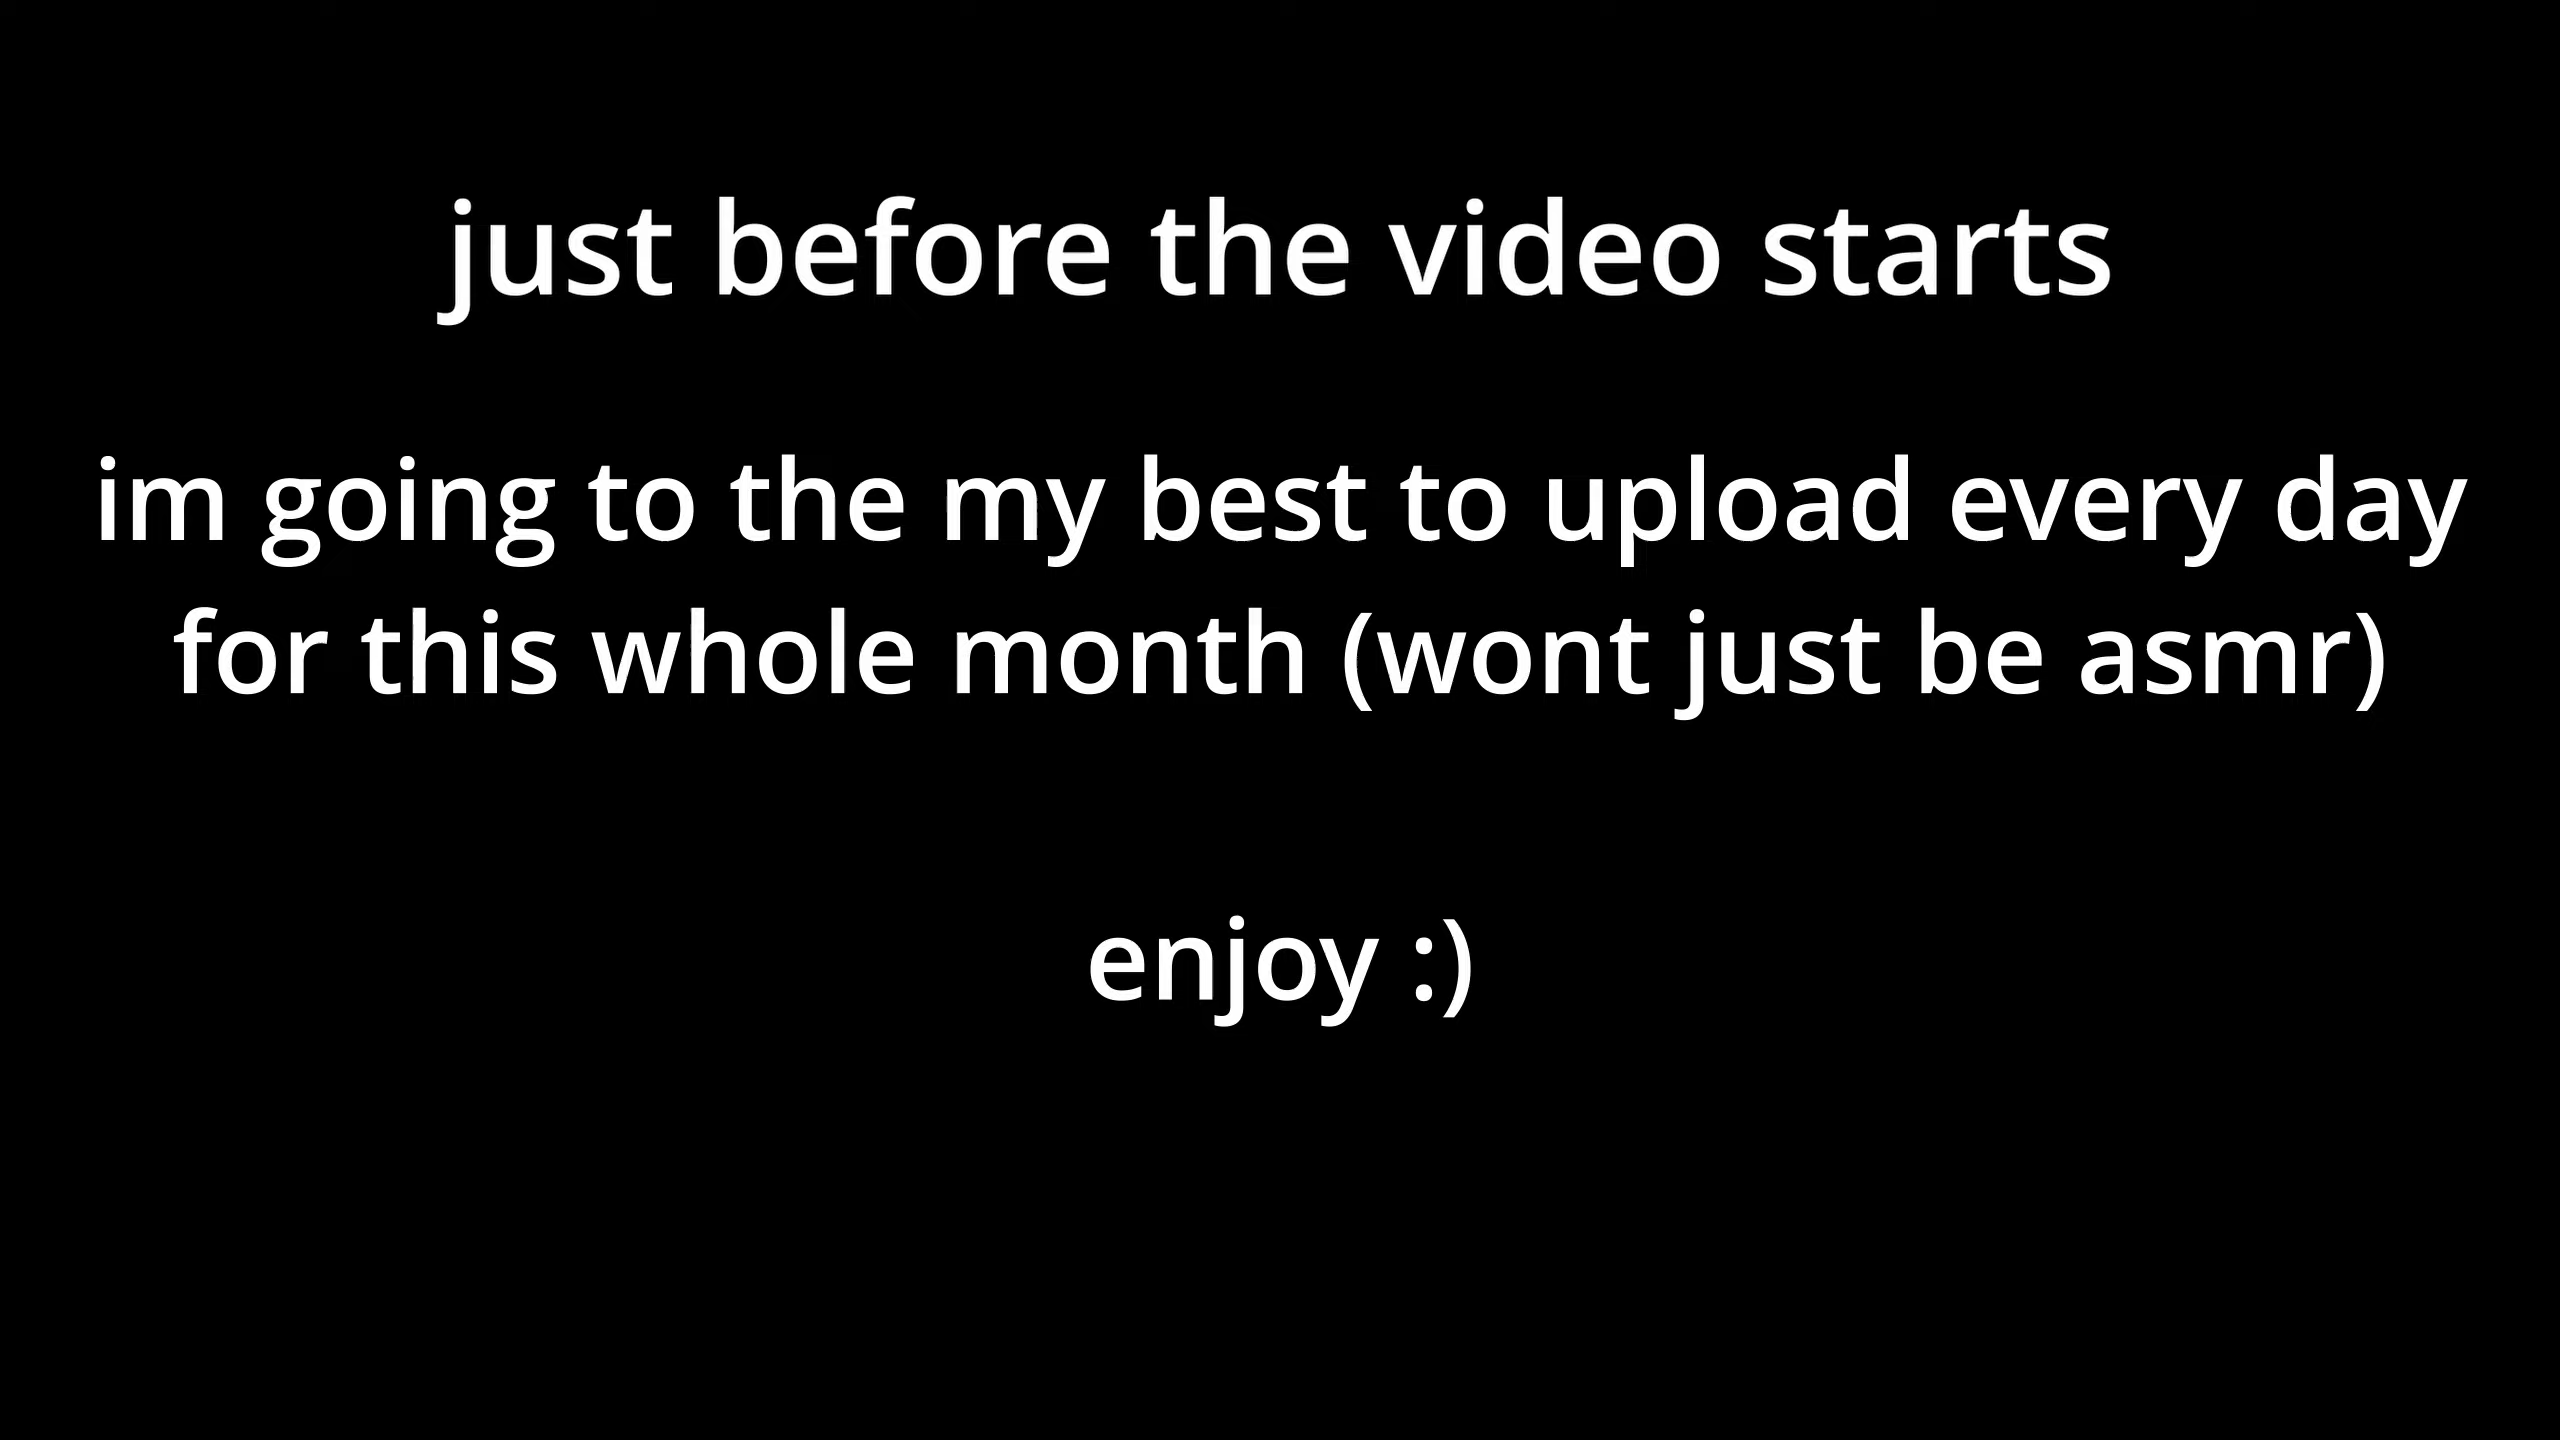 just before the video starts
im going to the my best to upload every day
for this whole month (wont just be asmr)
enjoy :)